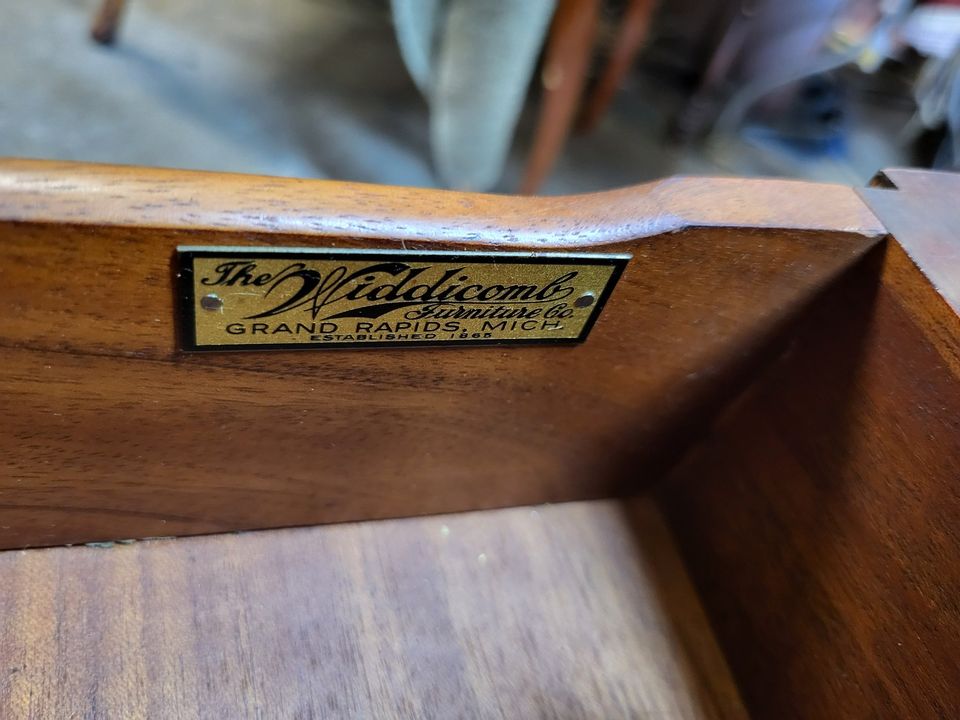 The Widdicomb
Furniture Co.
GRAND RAPIDS, MICH.
ESTABLISHED 1865